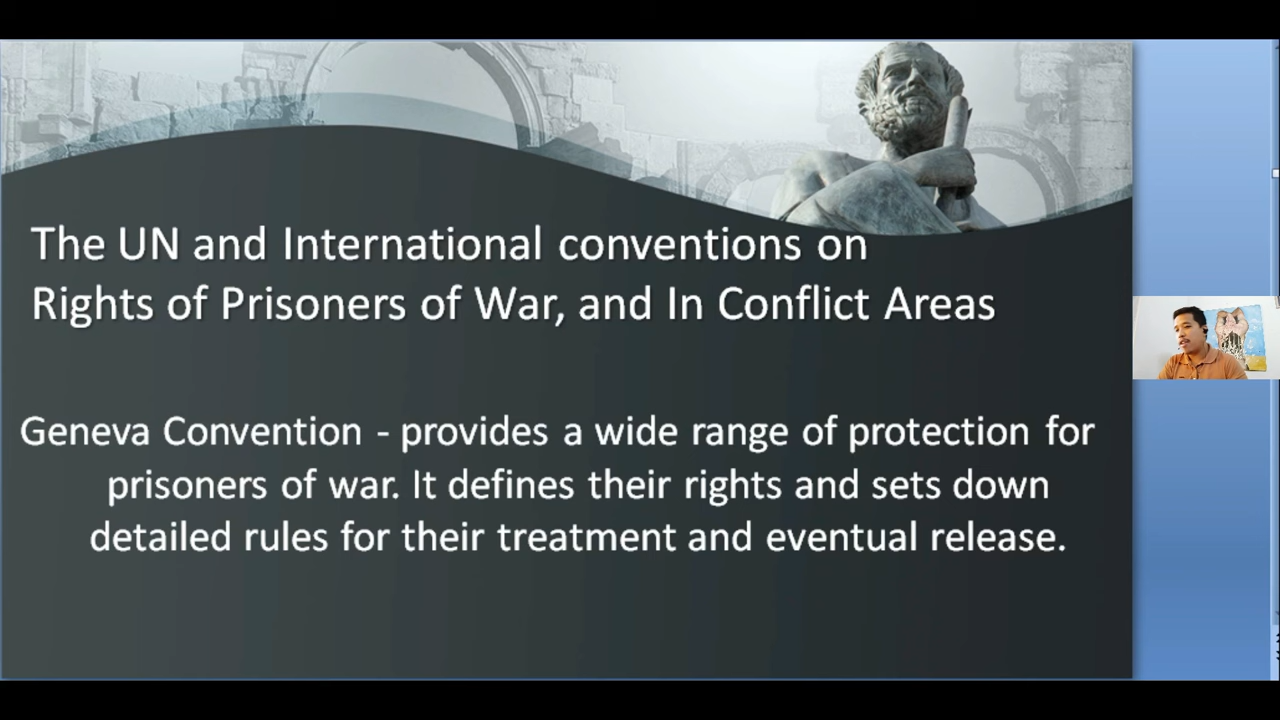 The UN and International conventions on
Rights of Prisoners of War, and In Conflict Areas
Geneva Convention - provides a wide range of protection for
prisoners of war. It defines their rights and sets down
detailed rules for their treatment and eventual release.